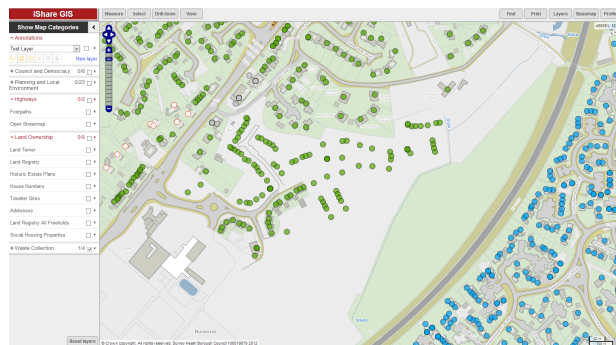 iShare GIS
Measure Select Drill down View
Find Print Layers Basemap
Show Map Categories
Annotations
Test Layer
New layer
Council and Democracy 0/6
Planning and Local Environment 0/23
Highways 0/2
Footpaths
Open Streetmap
Land Ownership 0/8
Land Terrier
Land Registry
Historic Estate Plans
House Numbers
Traveller Sites
Addresses
Land Registry All Freeholds
Social Housing Properties
Waste Collection 1/4
Nurseries
Reset layers
© Crown copyright. All rights reserved. Surrey Heath Borough Council 100018679 2012